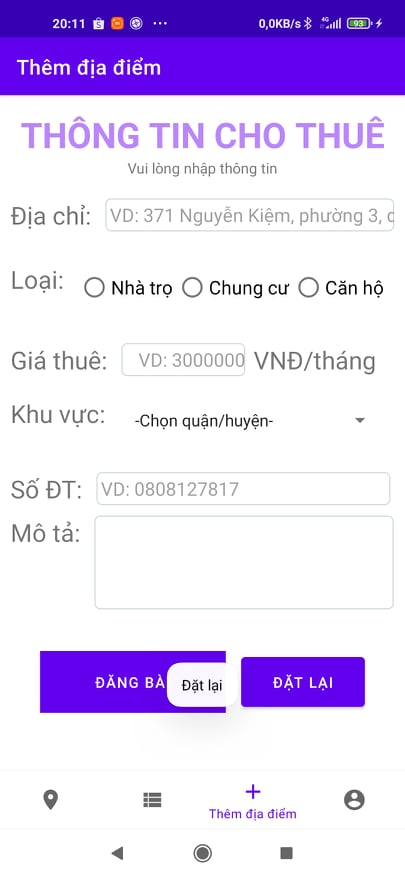 20:11 ... 0,0KB/s 4G 93
Thêm địa điểm
THÔNG TIN CHO THUÊ
Vui lòng nhập thông tin
Địa chỉ: VD: 371 Nguyễn Kiệm, phường 3, c
Loại: Nhà trọ Chung cư Căn hộ
Giá thuê: VD: 3000000 VNĐ/tháng
Khu vực: -Chọn quận/huyện-
Số ĐT: VD: 0808127817
Mô tả:
ĐĂNG BÀ Đặt lại ĐẶT LẠI
Thêm địa điểm